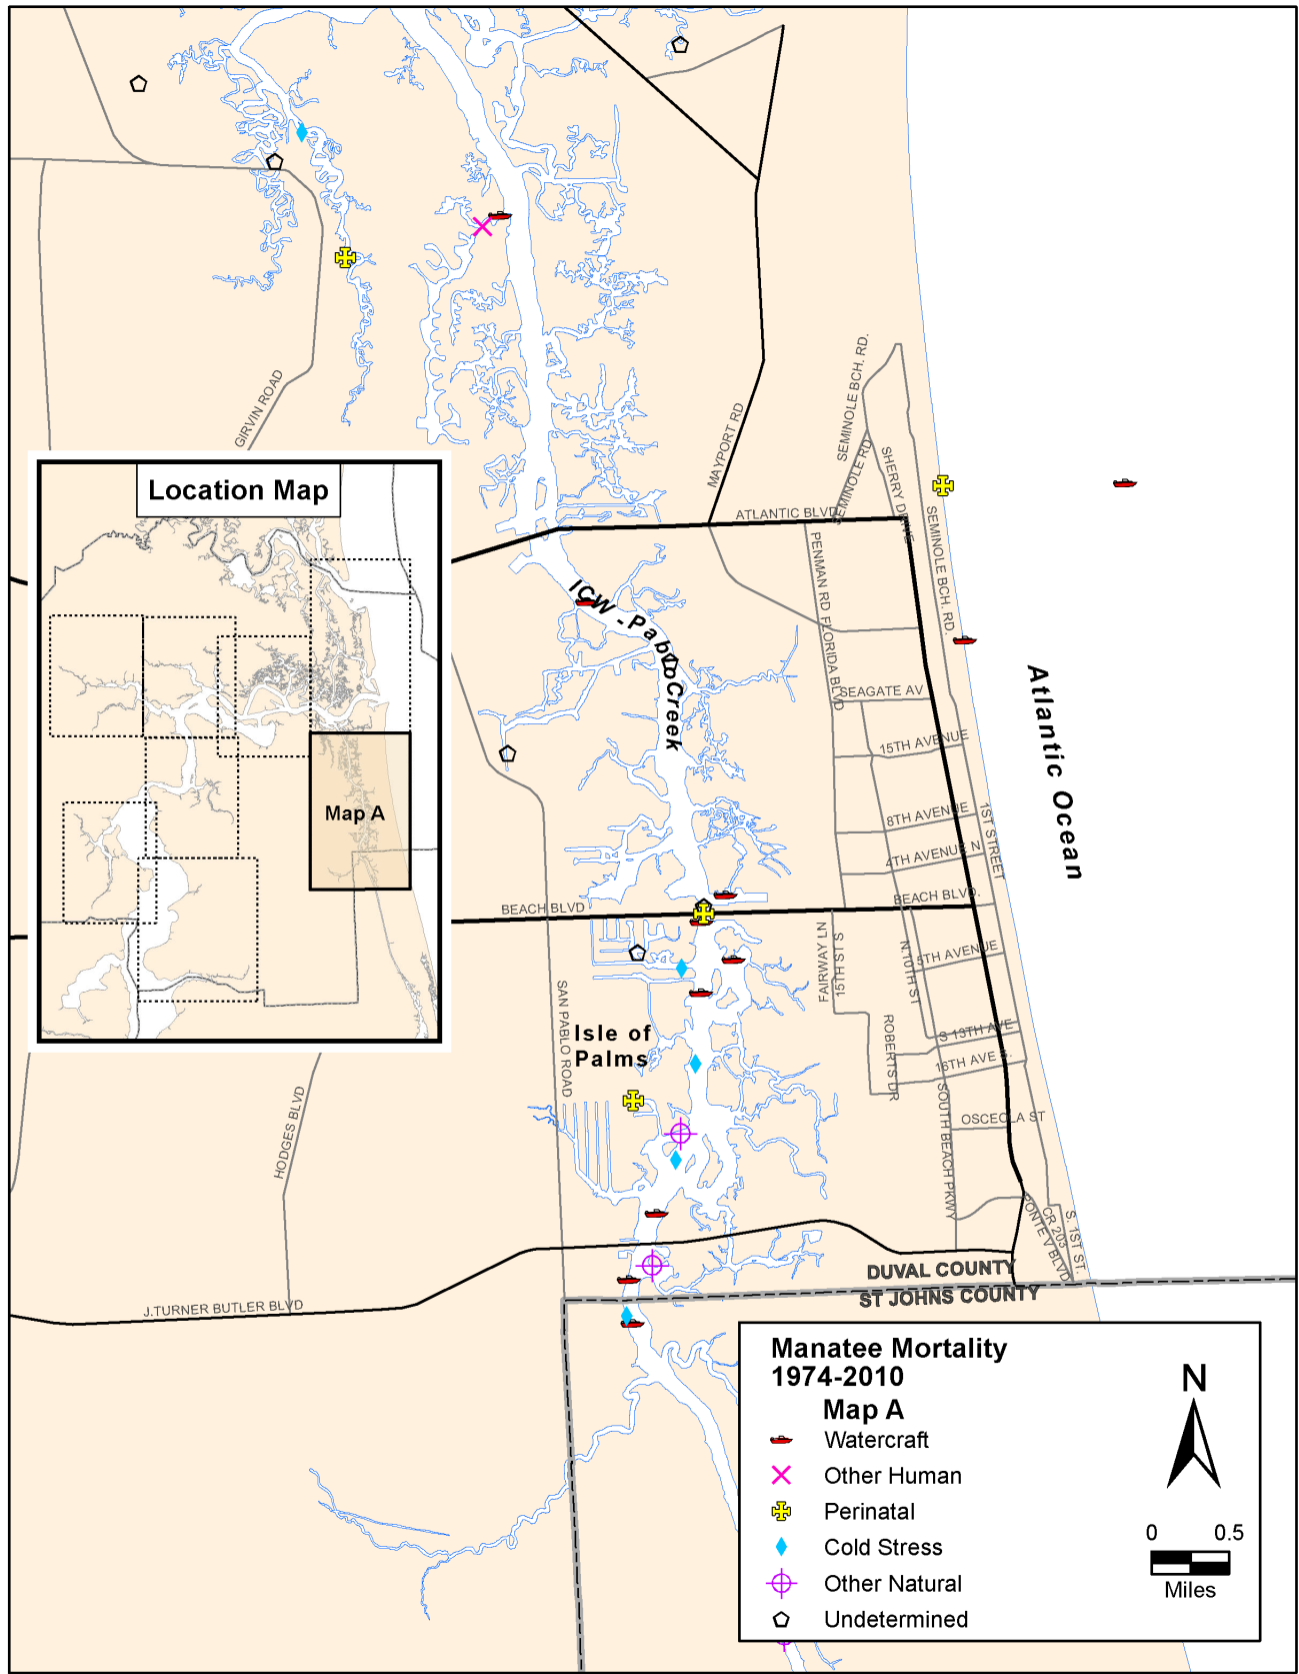 GIRVIN ROAD
MAYPORT RD
SEMINOLE BCH. RD.
SEMINOLE RD.
SHERRY DRIVE
SEMINOLE BCH. RD.
ATLANTIC BLVD
PENMAN RD
FLORIDA BLVD
Location Map
Map A
ICW - Pablo Creek
SEAGATE AV
15TH AVENUE
8TH AVENUE
4TH AVENUE N
1ST STREET
Atlantic Ocean
BEACH BLVD
BEACH BLVD.
FAIRWAY LN
15TH ST S
N. 10TH ST
5TH AVENUE
SAN PABLO ROAD
Isle of
Palms
ROBERTS DR
S 13TH AVE
16TH AVE S.
OSCEOLA ST
SOUTH BEACH PKWY
HODGES BLVD
PONTE V BLVD
CR 203
S. 1ST ST.
J.TURNER BUTLER BLVD
DUVAL COUNTY
ST JOHNS COUNTY
Manatee Mortality
1974-2010
Map A
Watercraft
Other Human
Perinatal
Cold Stress
Other Natural
Undetermined
N
0 0.5
Miles